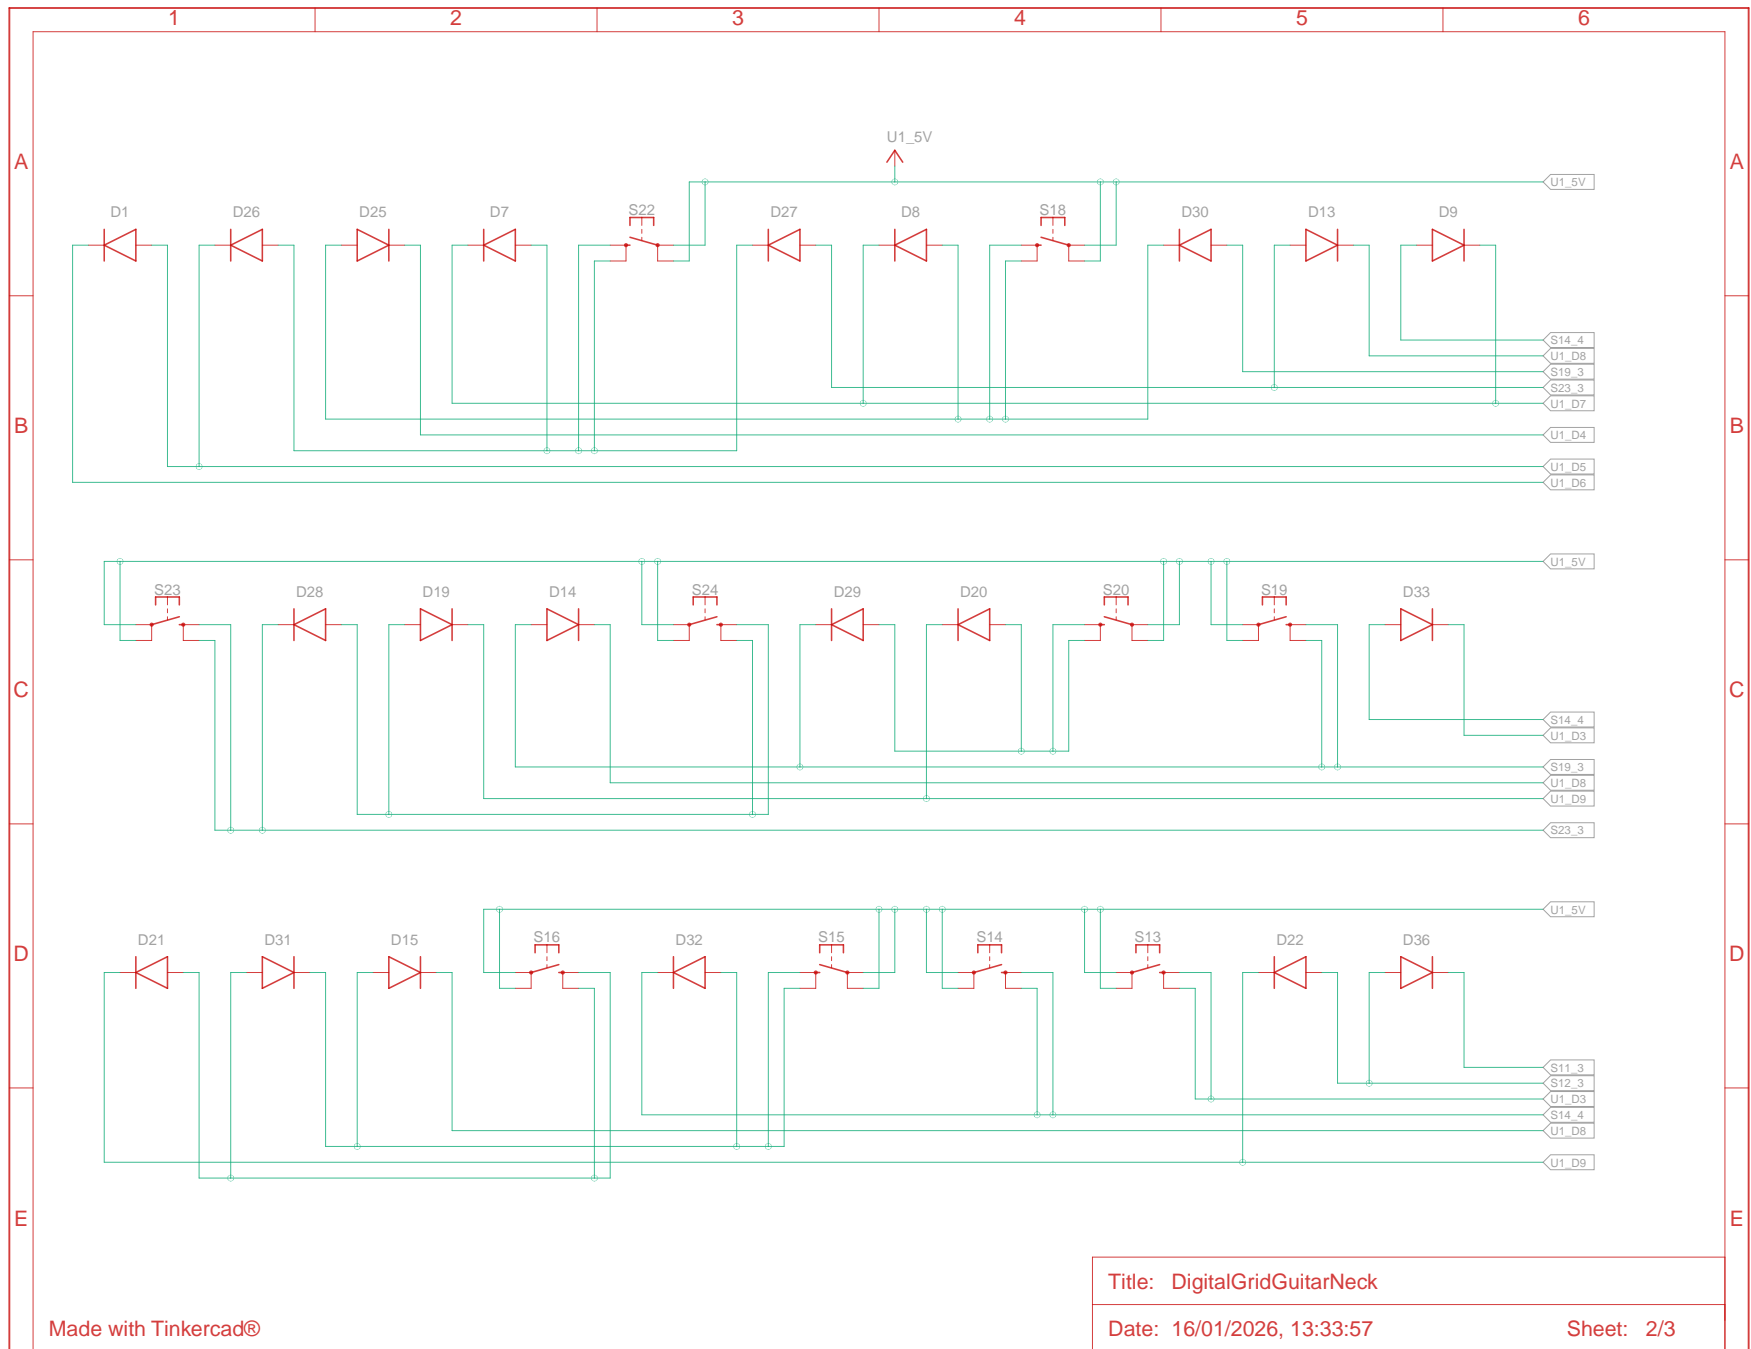 1 2 3 4 5 6
U1_5V
A A
U1_5V
D1 D26 D25 D7 S22 D27 D8 S18 D30 D13 D9
S14_4
U1_D8
S19_3
S23_3
U1_D7
B B
U1_D4
U1_D5
U1_D6
U1_5V
S23 D28 D19 D14 S24 D29 D20 S20 S19 D33
C C
S14_4
U1_D3
S19_3
U1_D8
U1_D9
S23_3
U1_5V
D21 D31 D15 S16 D32 S15 S14 S13 D22 D36
D D
S11_3
S12_3
U1_D3
S14_4
U1_D8
U1_D9
E E
Title: DigitalGridGuitarNeck
Made with Tinkercad®
Date: 16/01/2026, 13:33:57 Sheet: 2/3